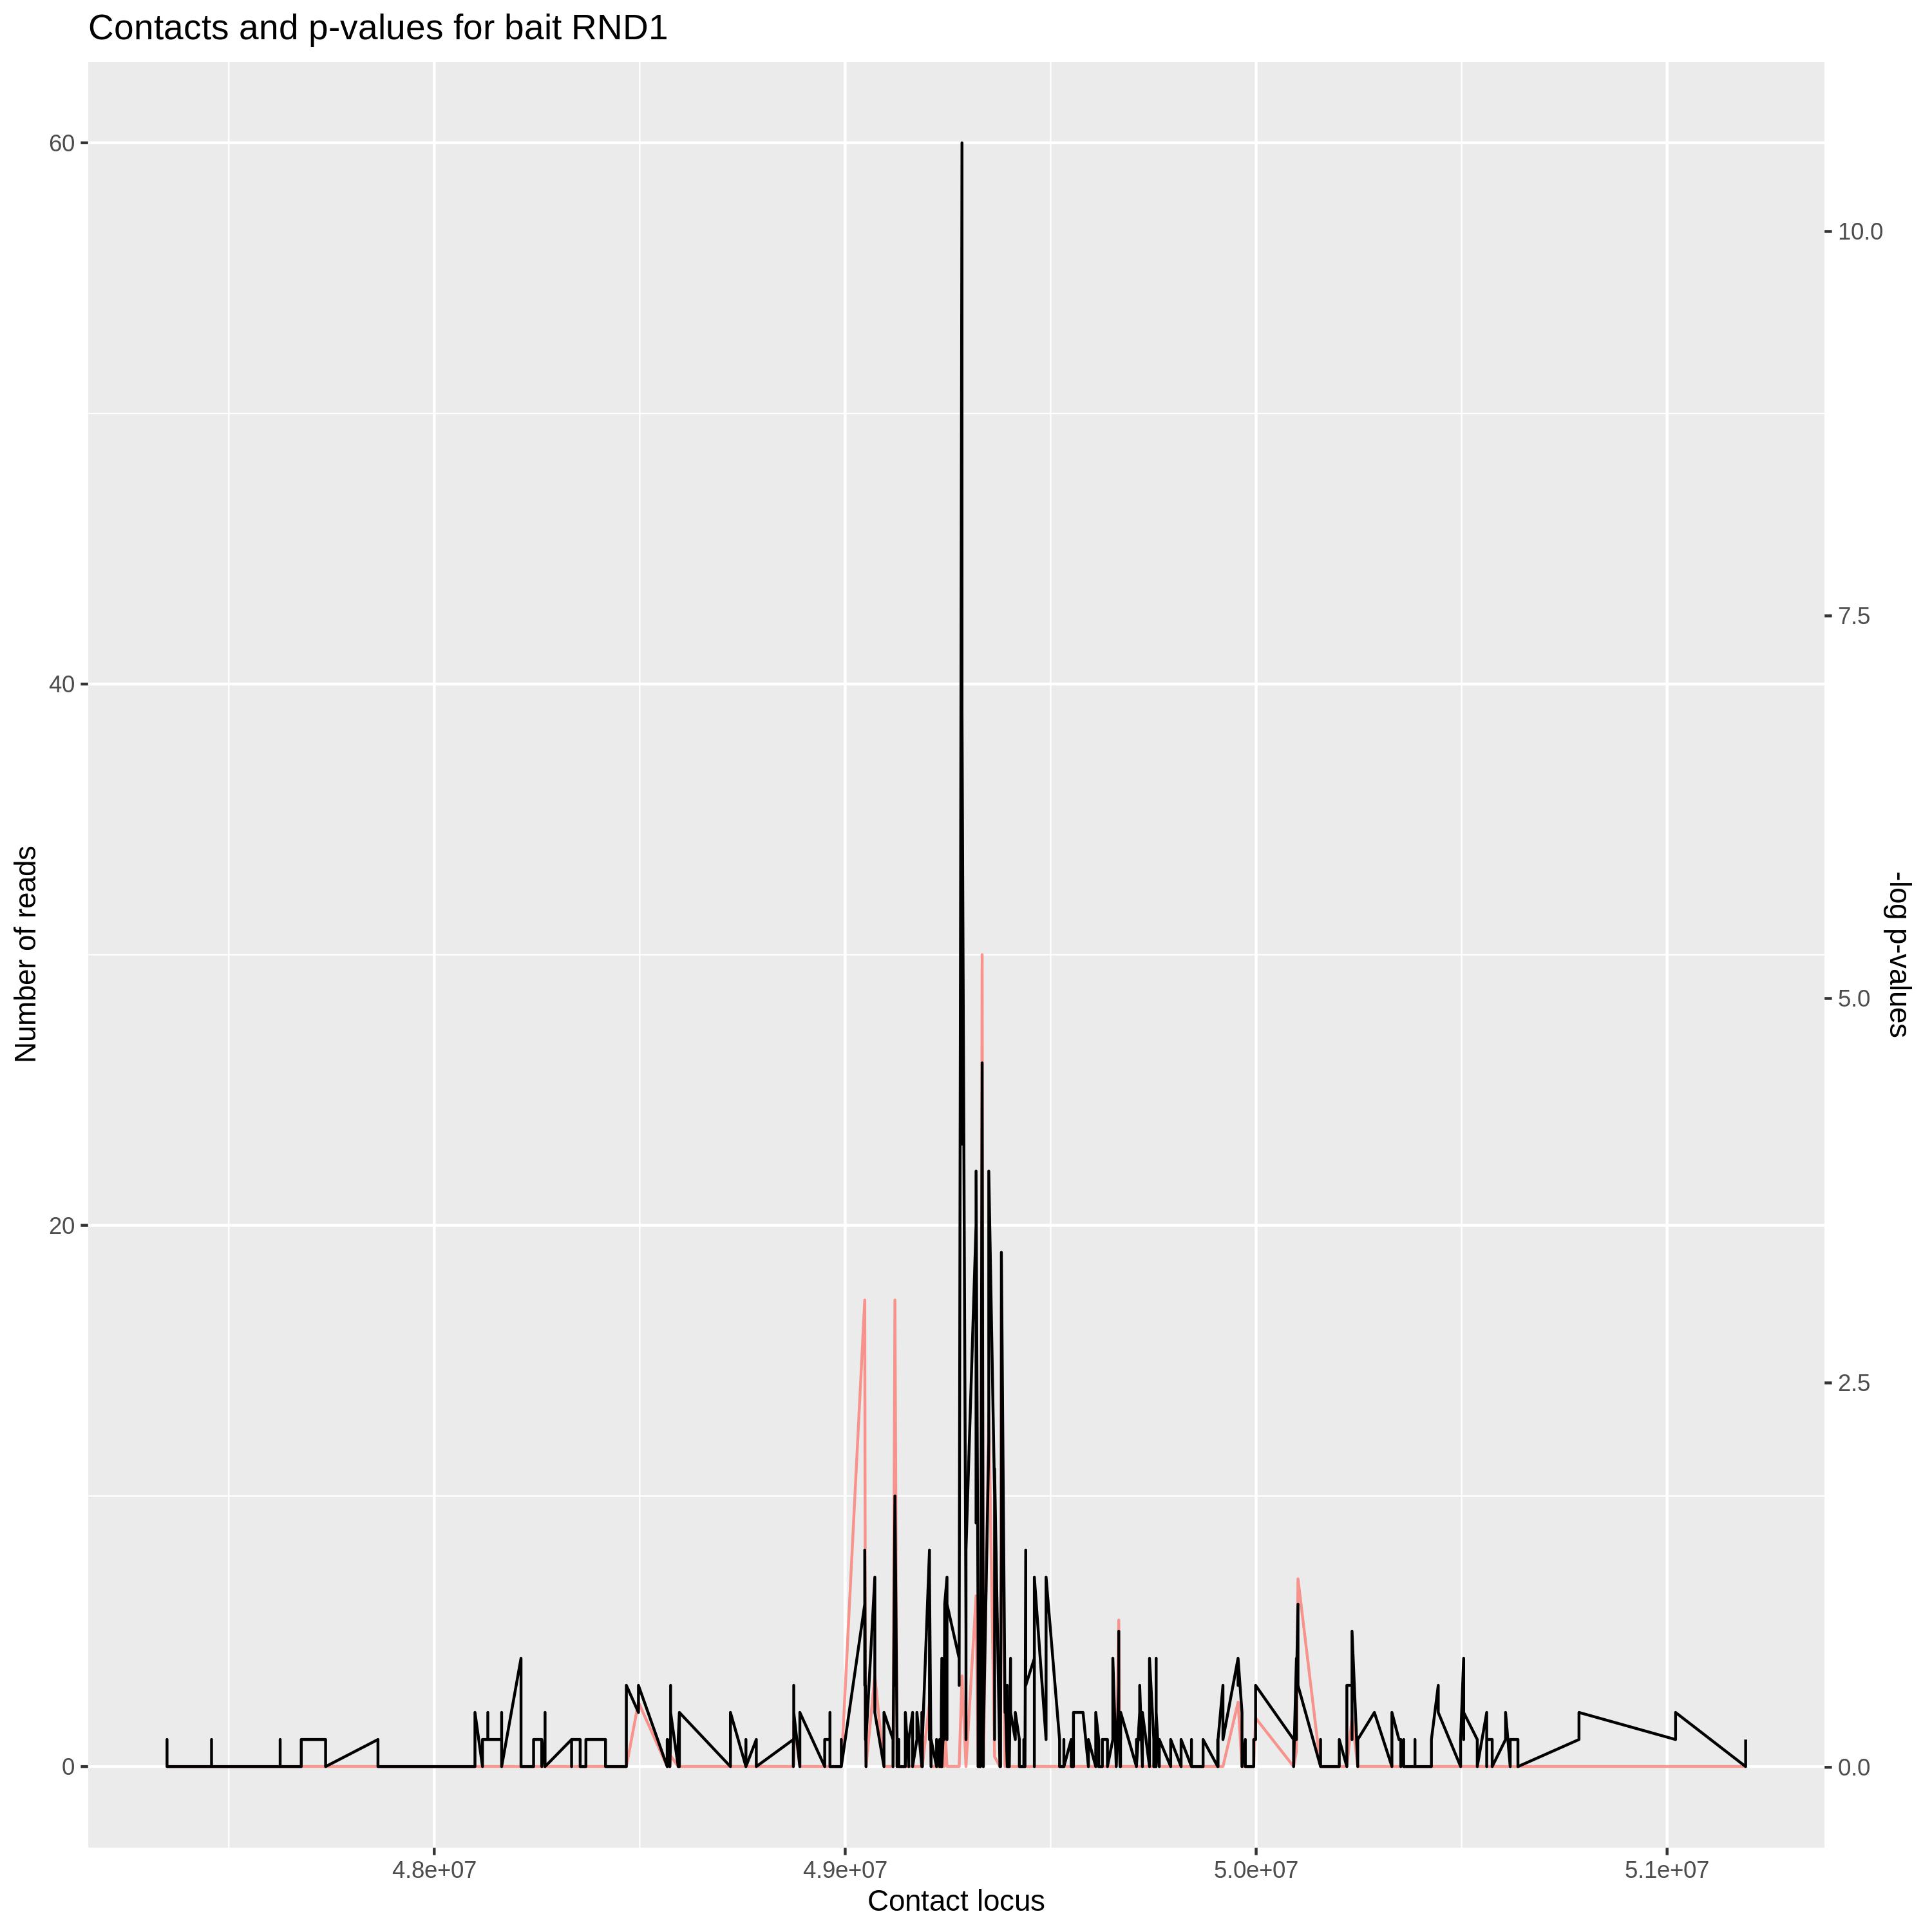 Contacts and p-values for bait RND1
60
40
20
0
10.0
7.5
5.0
2.5
0.0
Number of reads
-log p-values
4.8e+07
4.9e+07
5.0e+07
5.1e+07
Contact locus